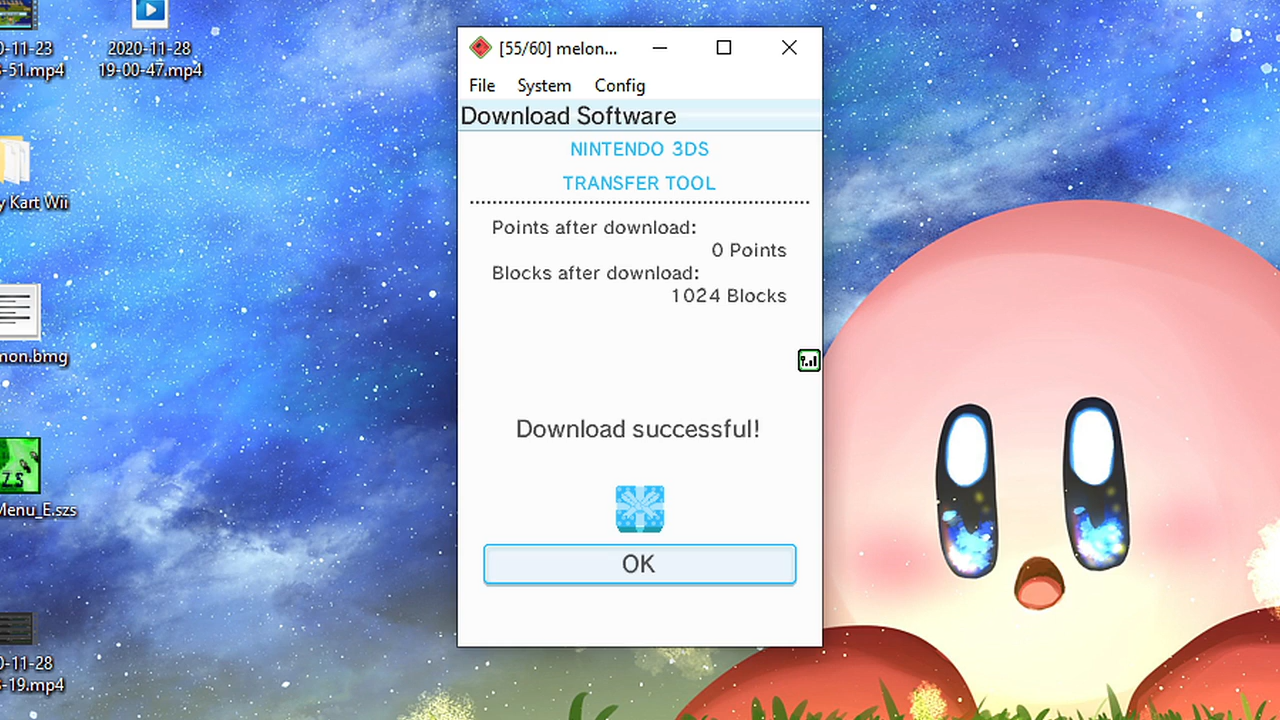 0-11-23
-51.mp4
2020-11-28
19-00-47.mp4
y Kart Wii
mon.bmg
ZS
Menu_E.szs
0-11-28
-19.mp4
[55/60] melon...
File System Config
Download Software
NINTENDO 3DS
TRANSFER TOOL
Points after download:
0 Points
Blocks after download:
1024 Blocks
Download successful!
OK